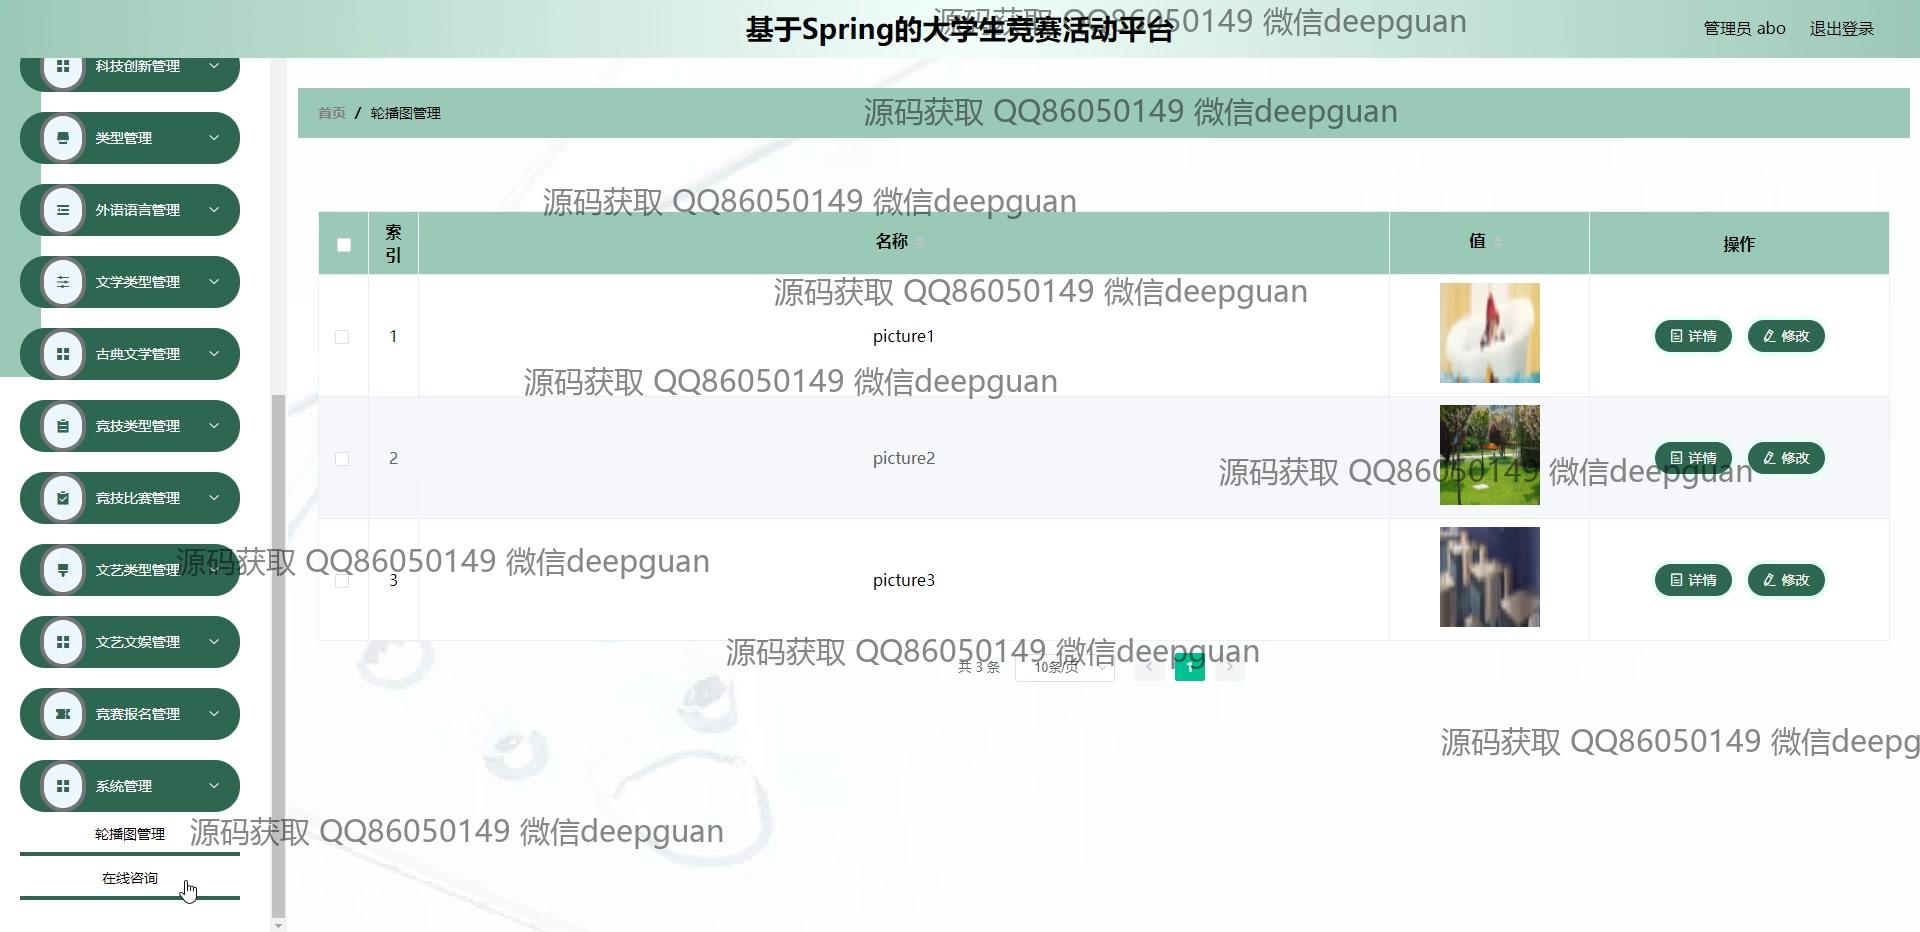 基于Spring的大学生竞赛活动平台
源码获取 QQ86050149 微信deepguan
管理员 abo 退出登录
科技创新管理
类型管理
外语语言管理
文学类型管理
古典文学管理
竞技类型管理
竞技比赛管理
文艺类型管理
文艺文娱管理
竞赛报名管理
系统管理
轮播图管理
在线咨询
首页 / 轮播图管理
源码获取 QQ86050149 微信deepguan
源码获取 QQ86050149 微信deepguan
索引 名称 值 操作
源码获取 QQ86050149 微信deepguan
1 picture1 详情 修改
源码获取 QQ86050149 微信deepguan
2 picture2 详情 修改
源码获取 QQ86050149 微信deepguan
源码获取 QQ86050149 微信deepguan
3 picture3 详情 修改
源码获取 QQ86050149 微信deepguan
共 3 条 10条/页 1
源码获取 QQ86050149 微信deepg
源码获取 QQ86050149 微信deepguan